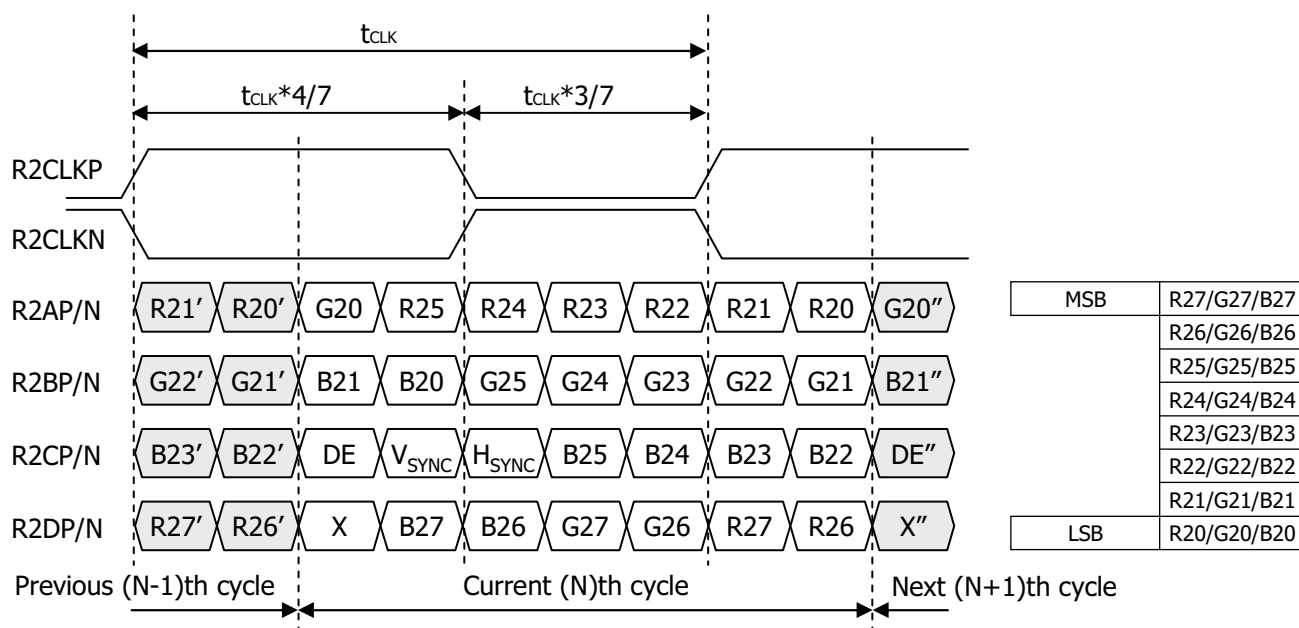 tCLK
tCLK*4/7 tCLK*3/7
R2CLKP
R2CLKN
R2AP/N R21′ R20′ G20 R25 R24 R23 R22 R21 R20 G20″
R2BP/N G22′ G21′ B21 B20 G25 G24 G23 G22 G21 B21″
R2CP/N B23′ B22′ DE VSYNC HSYNC B25 B24 B23 B22 DE″
R2DP/N R27′ R26′ X B27 B26 G27 G26 R27 R26 X″
Previous (N-1)th cycle Current (N)th cycle Next (N+1)th cycle
MSB R27/G27/B27
R26/G26/B26
R25/G25/B25
R24/G24/B24
R23/G23/B23
R22/G22/B22
R21/G21/B21
LSB R20/G20/B20